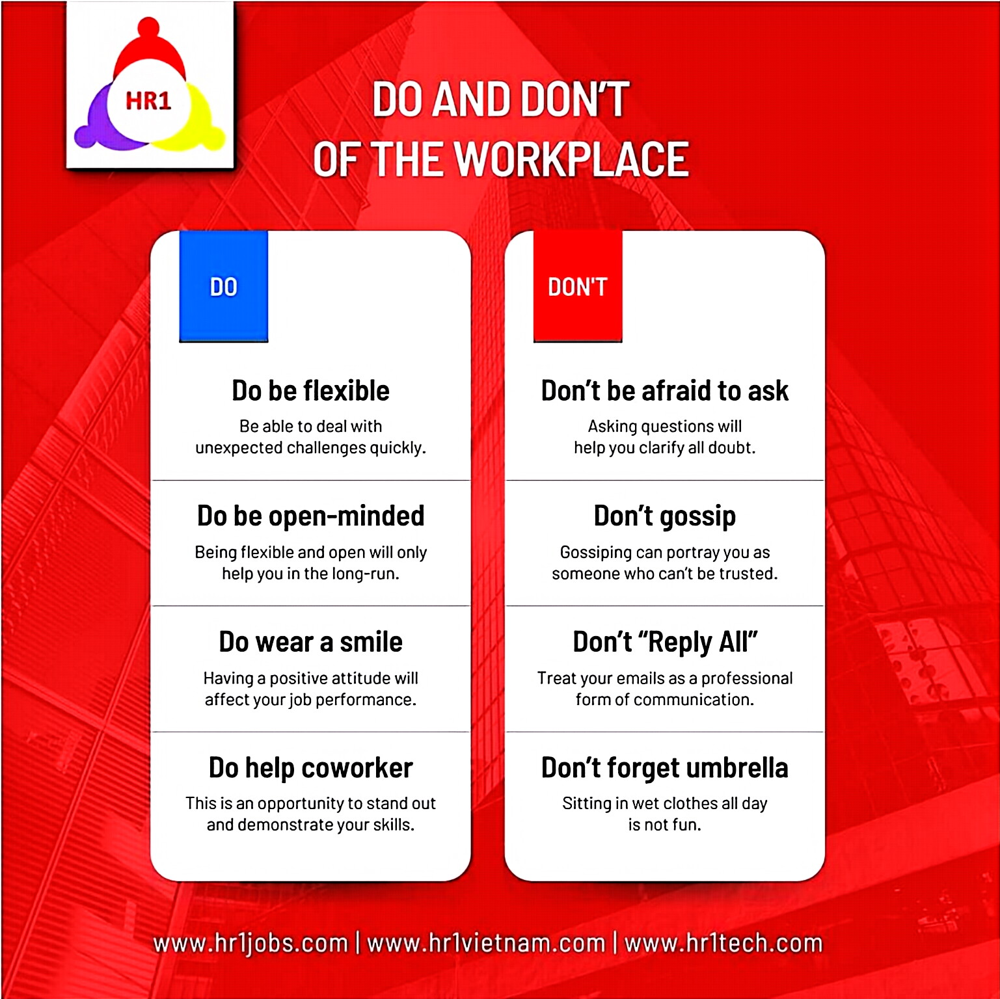 HR1
DO AND DON'T
OF THE WORKPLACE
DO
Do be flexible
Be able to deal with
unexpected challenges quickly.
Do be open-minded
Being flexible and open will only
help you in the long-run.
Do wear a smile
Having a positive attitude will
affect your job performance.
Do help coworker
This is an opportunity to stand out
and demonstrate your skills.
DON'T
Don’t be afraid to ask
Asking questions will
help you clarify all doubt.
Don’t gossip
Gossiping can portray you as
someone who can’t be trusted.
Don’t “Reply All”
Treat your emails as a professional
form of communication.
Don’t forget umbrella
Sitting in wet clothes all day
is not fun.
www.hr1jobs.com | www.hr1vietnam.com | www.hr1tech.com